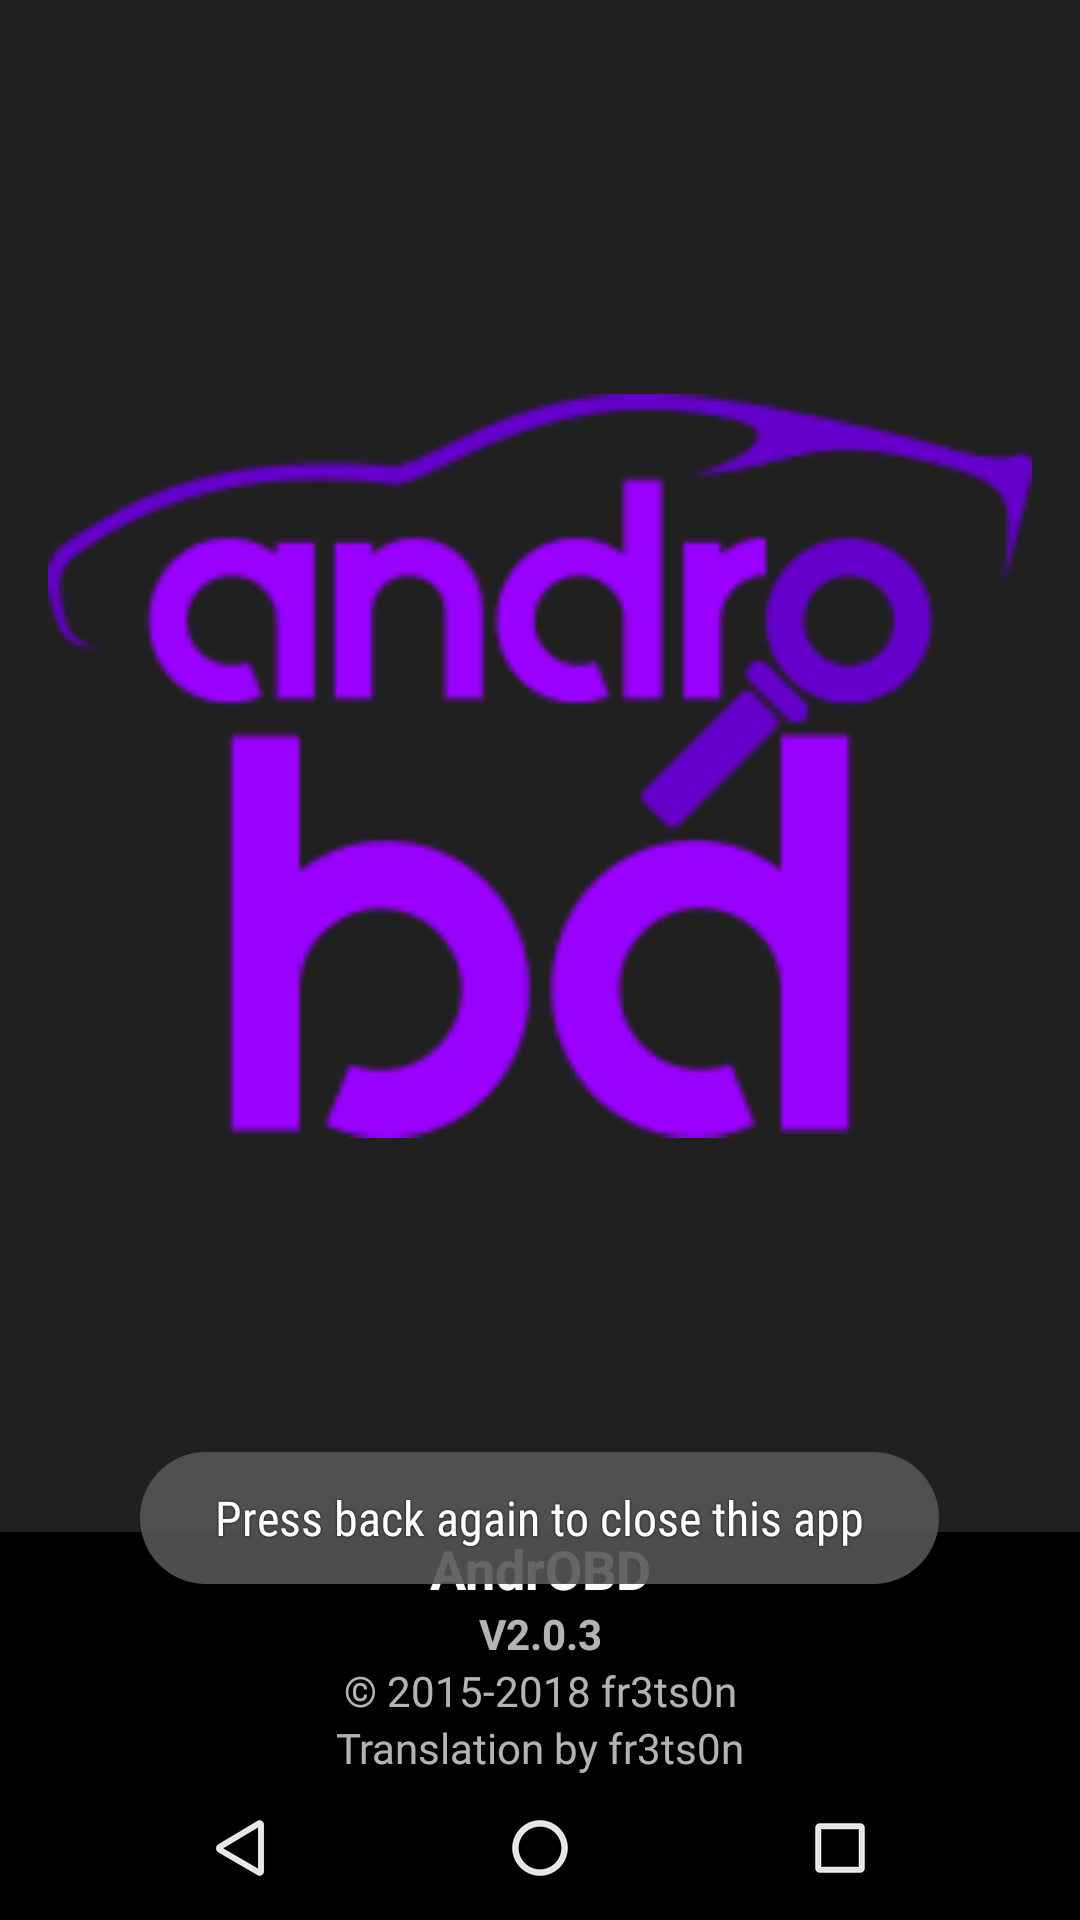 andro
bd
Press back again to close this app
AndrOBD
V2.0.3
© 2015-2018 fr3ts0n
Translation by fr3ts0n